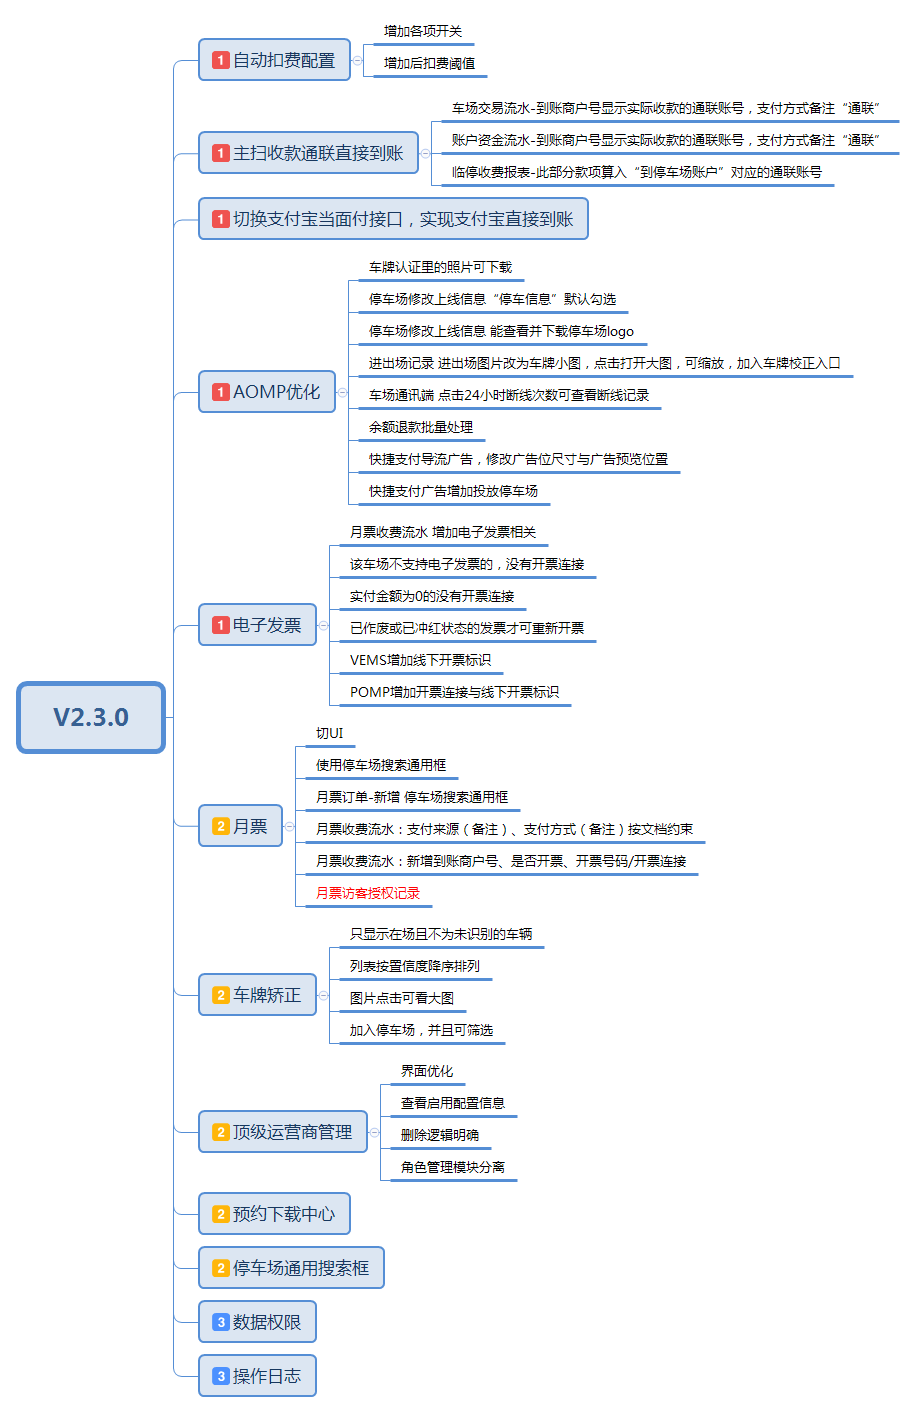 V2.3.0
1 自动扣费配置
增加各项开关
增加后扣费阈值
1 主扫收款通联直接到账
车场交易流水-到账商户号显示实际收款的通联账号，支付方式备注“通联”
账户资金流水-到账商户号显示实际收款的通联账号，支付方式备注“通联”
临停收费报表-此部分款项算入“到停车场账户”对应的通联账号
1 切换支付宝当面付接口，实现支付宝直接到账
1 AOMP优化
车牌认证里的照片可下载
停车场修改上线信息“停车信息”默认勾选
停车场修改上线信息 能查看并下载停车场logo
进出场记录 进出场图片改为车牌小图，点击打开大图，可缩放，加入车牌校正入口
车场通讯端 点击24小时断线次数可查看断线记录
余额退款批量处理
快捷支付导流广告，修改广告位尺寸与广告预览位置
快捷支付广告增加投放停车场
1 电子发票
月票收费流水 增加电子发票相关
该车场不支持电子发票的，没有开票连接
实付金额为0的没有开票连接
已作废或已冲红状态的发票才可重新开票
VEMS增加线下开票标识
POMP增加开票连接与线下开票标识
2 月票
切UI
使用停车场搜索通用框
月票订单-新增 停车场搜索通用框
月票收费流水：支付来源（备注）、支付方式（备注）按文档约束
月票收费流水：新增到账商户号、是否开票、开票号码/开票连接
月票访客授权记录
2 车牌矫正
只显示在场且不为未识别的车辆
列表按置信度降序排列
图片点击可看大图
加入停车场，并且可筛选
2 顶级运营商管理
界面优化
查看启用配置信息
删除逻辑明确
角色管理模块分离
2 预约下载中心
2 停车场通用搜索框
3 数据权限
3 操作日志